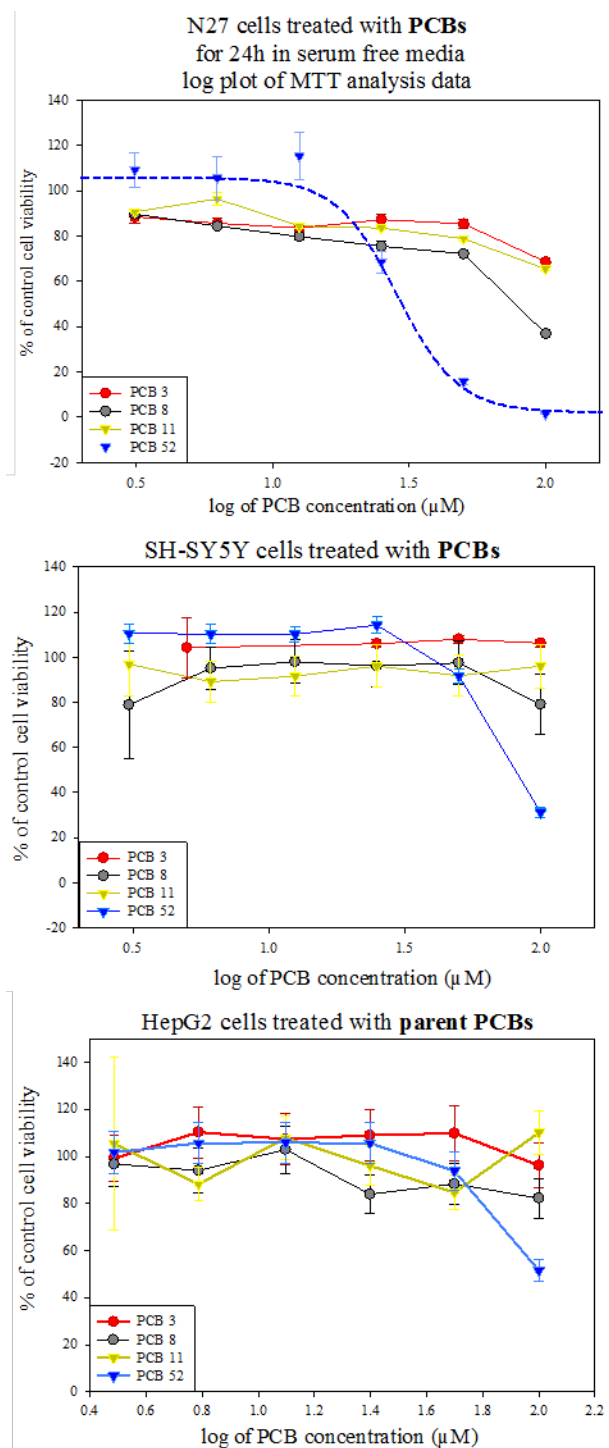 N27 cells treated with PCBs
for 24h in serum free media
log plot of MTT analysis data
140
120
100
80
60
40
20
0
-20
% of control cell viability
PCB 3
PCB 8
PCB 11
PCB 52
0.5 1.0 1.5 2.0
log of PCB concentration (µM)
SH-SY5Y cells treated with PCBs
140
120
100
80
60
40
20
0
-20
% of control cell viability
PCB 3
PCB 8
PCB 11
PCB 52
0.5 1.0 1.5 2.0
log of PCB concentration (µM)
HepG2 cells treated with parent PCBs
140
120
100
80
60
40
20
0
% of control cell viability
PCB 3
PCB 8
PCB 11
PCB 52
0.4 0.6 0.8 1.0 1.2 1.4 1.6 1.8 2.0 2.2
log of PCB concentration (µM)